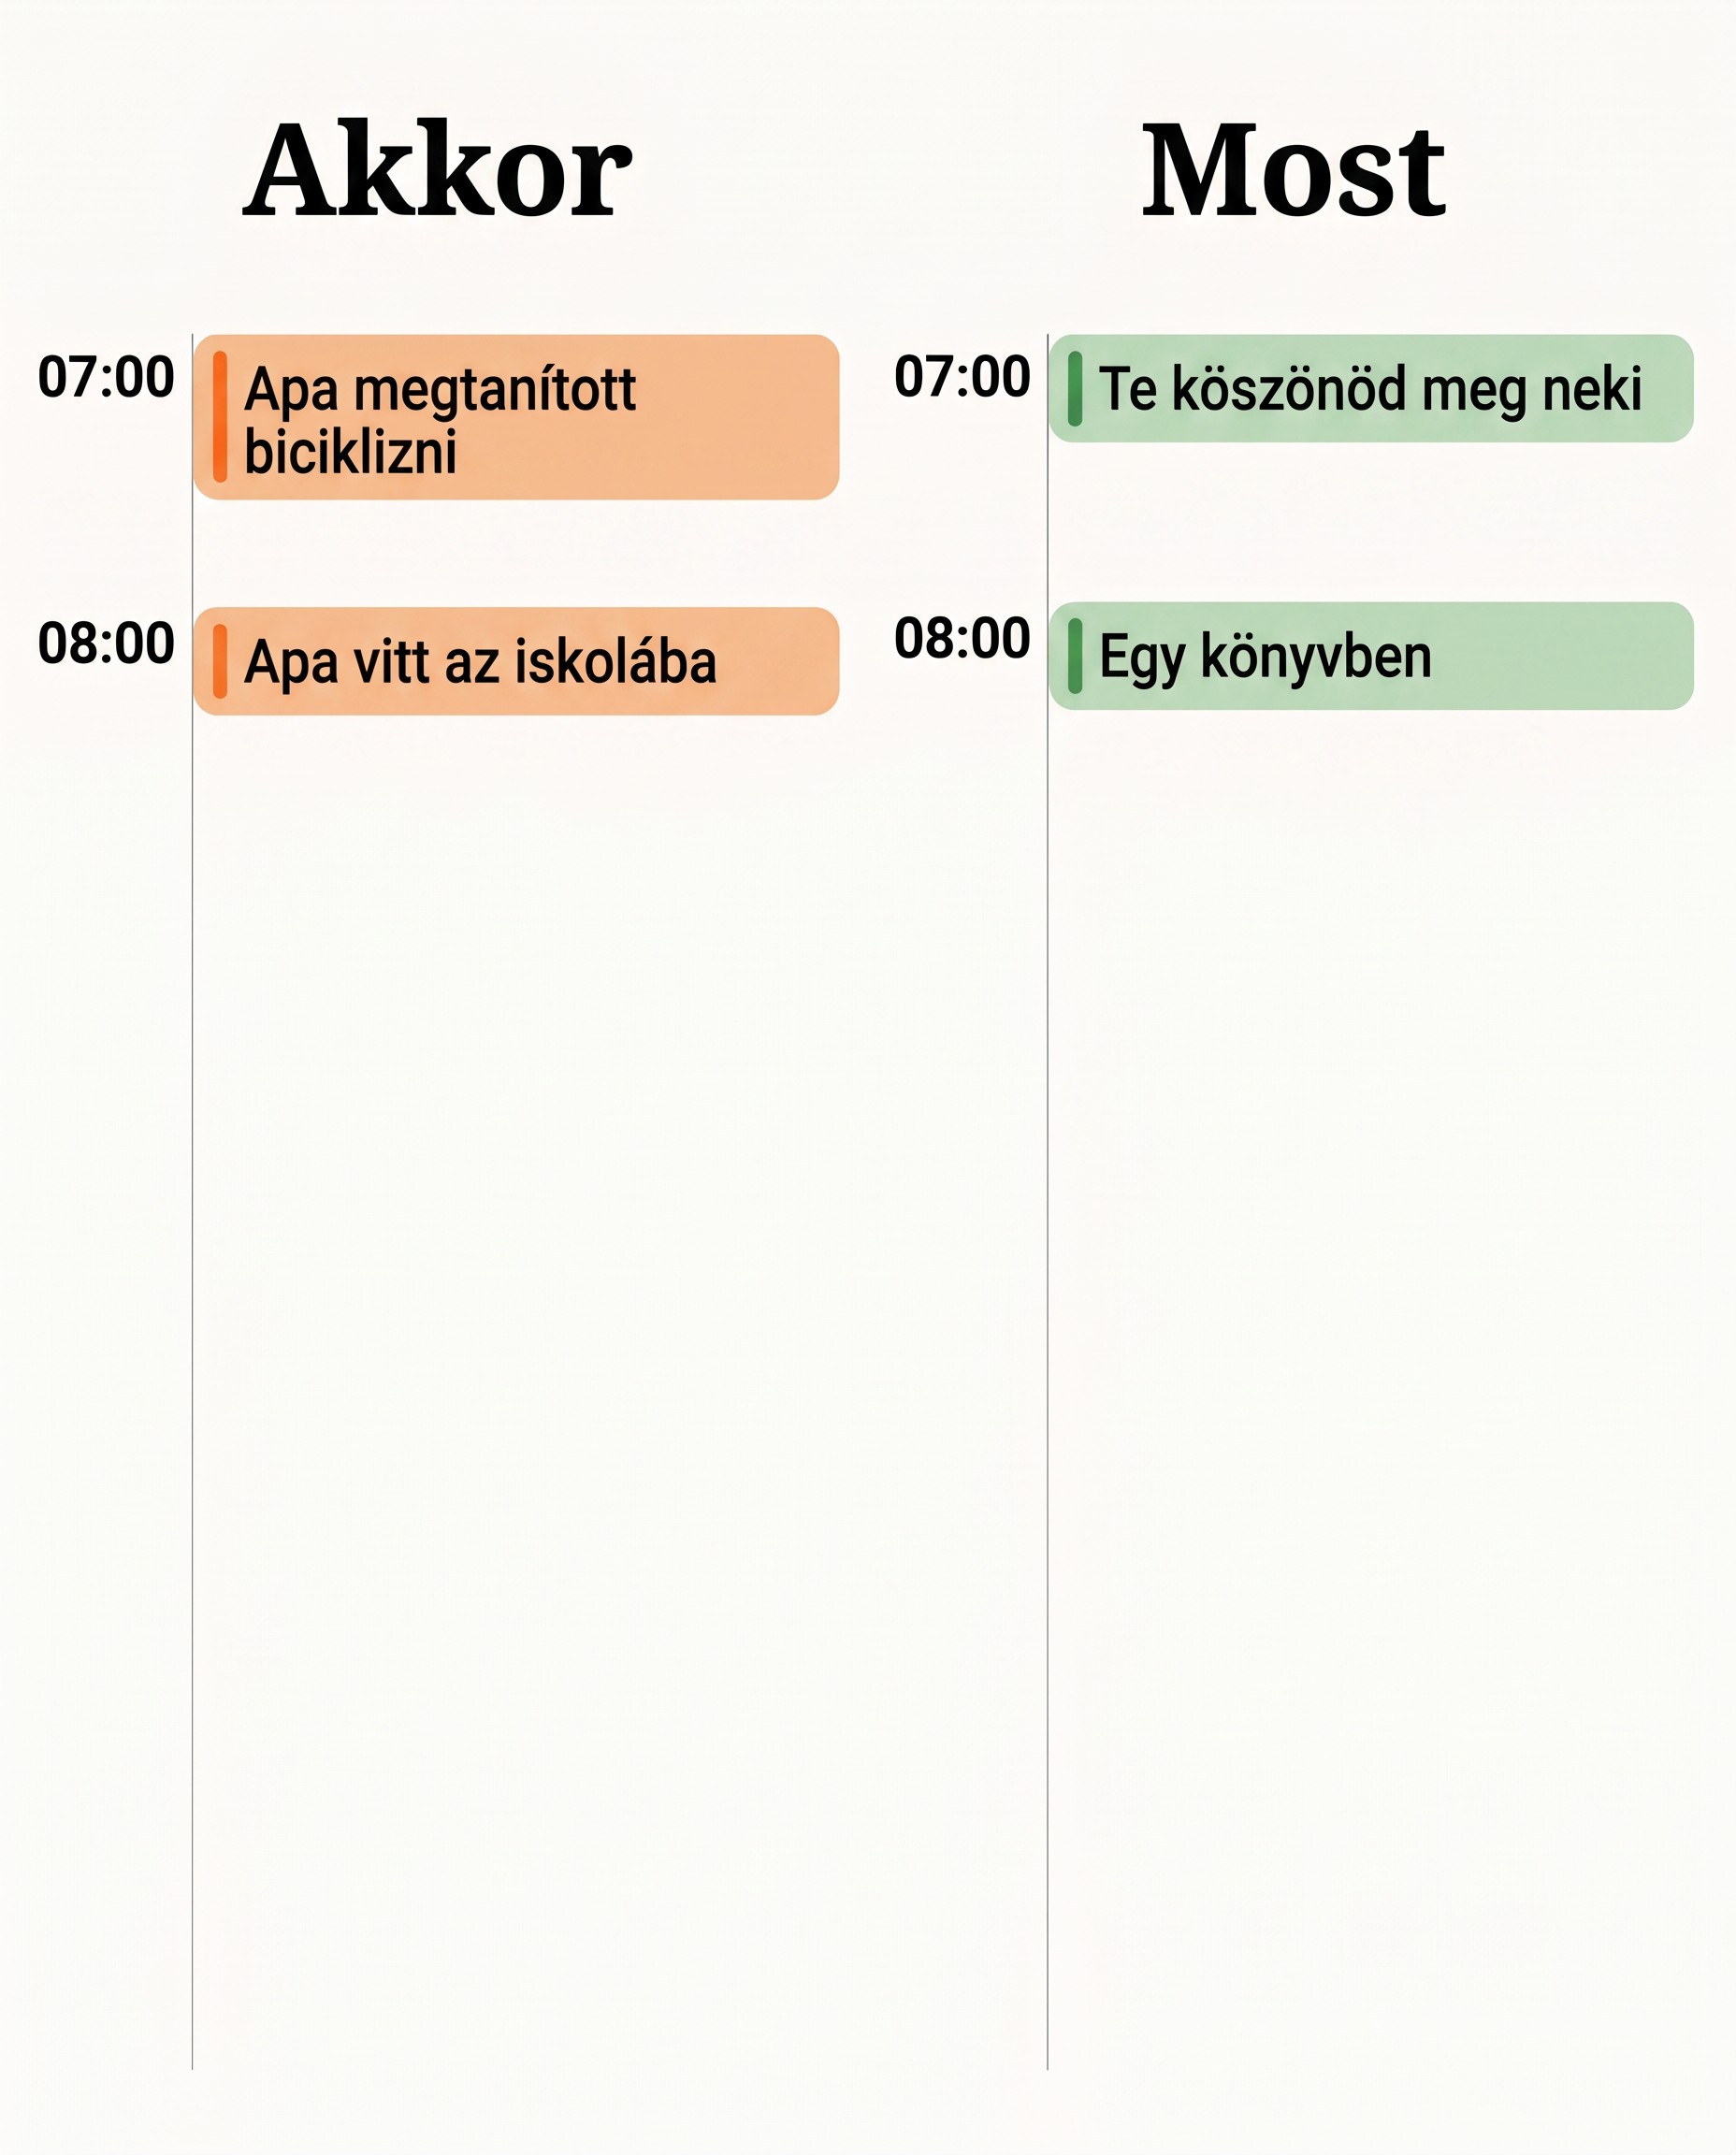 Akkor
07:00
Apa megtanított
biciklizni
08:00
Apa vitt az iskolába
Most
07:00
Te köszönöd meg neki
08:00
Egy könyvben